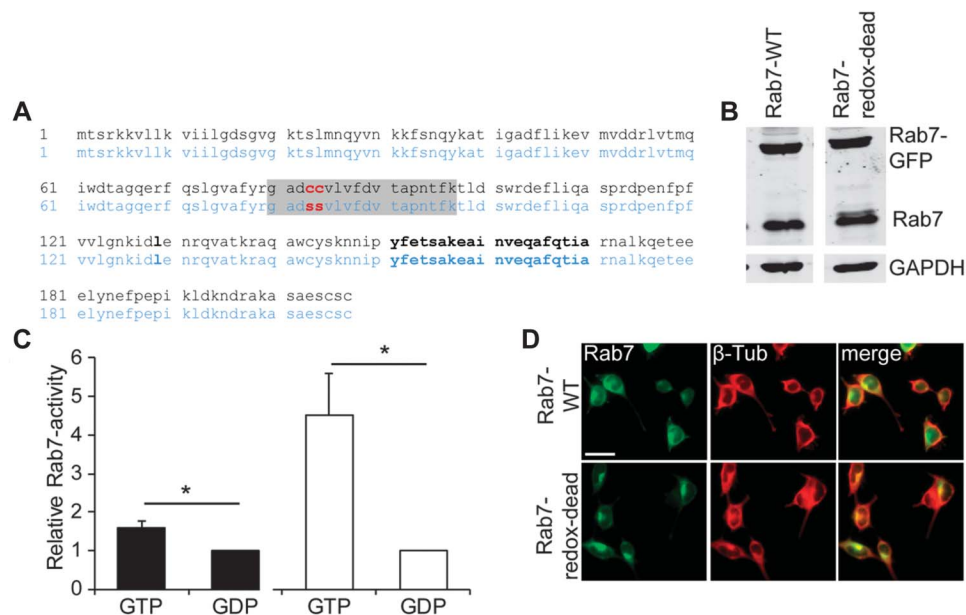 A
1 mtsrkkvllk viilgdsgvg ktslmnqyvn kkfsnqykat igadflikev mvddrlvtmq
1 mtsrkkvllk viilgdsgvg ktslmnqyvn kkfsnqykat igadflikev mvddrlvtmq
61 iwdtagqerf qslgvafyrg adccvlvfdv tapntfktld swrdefliqa sprdpenfpf
61 iwdtagqerf qslgvafyrg adssvlvfdv tapntfktld swrdefliqa sprdpenfpf
121 vvlgnkidle nrqvatkraq awcysknnip yfetsakeai nveqafqtia rnalkqetee
121 vvlgnkidle nrqvatkraq awcysknnip yfetsakeai nveqafqtia rnalkqetee
181 elynefpepi kldkndraka saescsc
181 elynefpepi kldkndraka saescsc
B
Rab7-WT
Rab7-
redox-dead
Rab7-
GFP
Rab7
GAPDH
C
Relative Rab7-activity
6
5
4
3
2
1
0
*
*
GTP GDP GTP GDP
D
Rab7 β-Tub merge
Rab7-
WT
Rab7-
redox-dead